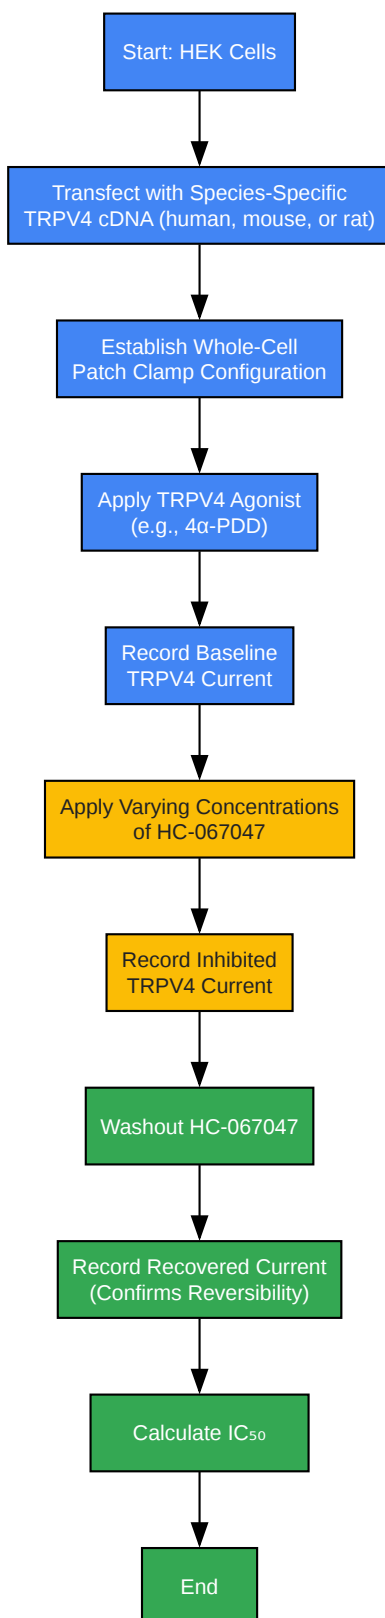 Start: HEK Cells
Transfect with Species-Specific
TRPV4 cDNA (human, mouse, or rat)
Establish Whole-Cell
Patch Clamp Configuration
Apply TRPV4 Agonist
(e.g., 4α-PDD)
Record Baseline
TRPV4 Current
Apply Varying Concentrations
of HC-067047
Record Inhibited
TRPV4 Current
Washout HC-067047
Record Recovered Current
(Confirms Reversibility)
Calculate IC₅₀
End